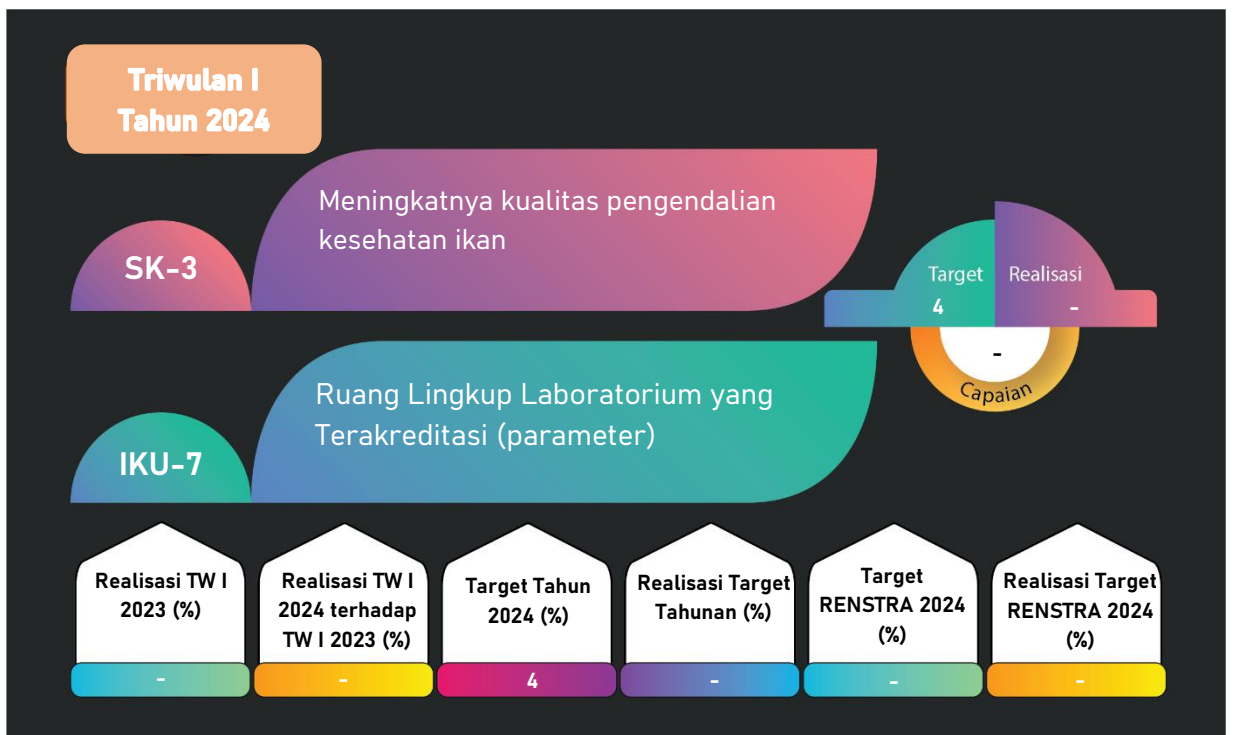 Triwulan I
Tahun 2024
Meningkatnya kualitas pengendalian
kesehatan ikan
SK-3
Target
Realisasi
4
-
-
Capaian
Ruang Lingkup Laboratorium yang
Terakreditasi (parameter)
IKU-7
Realisasi TW I
2023 (%)
-
Realisasi TW I
2024 terhadap
TW I 2023 (%)
-
Target Tahun
2024 (%)
4
Realisasi Target
Tahunan (%)
-
Target
RENSTRA 2024
(%)
-
Realisasi Target
RENSTRA 2024
(%)
-